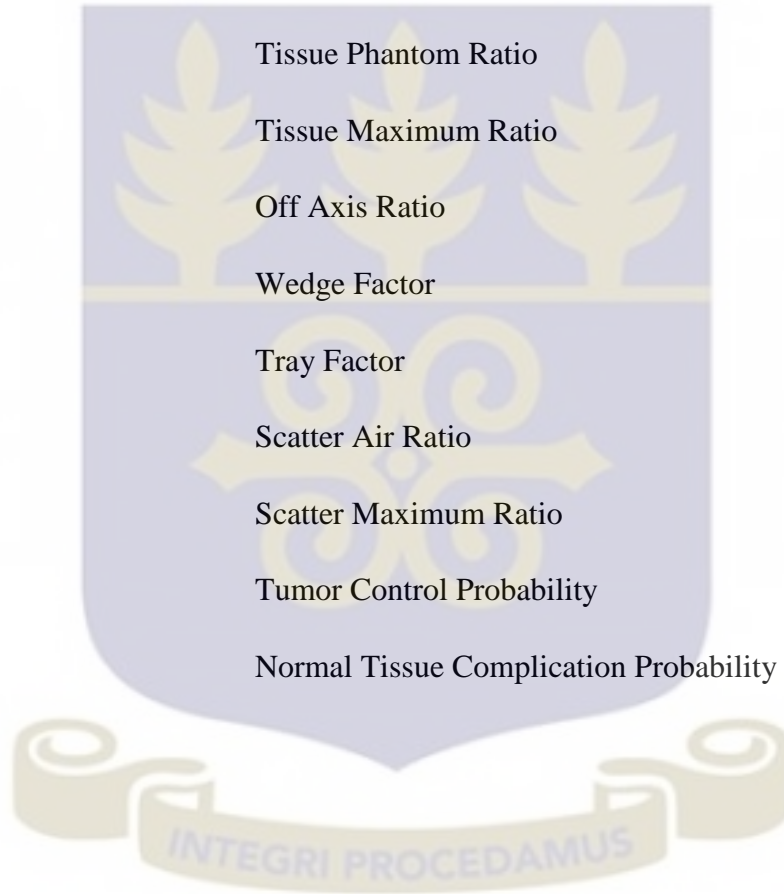 Tissue Phantom Ratio
Tissue Maximum Ratio
Off Axis Ratio
Wedge Factor
Tray Factor
Scatter Air Ratio
Scatter Maximum Ratio
Tumor Control Probability
Normal Tissue Complication Probability
INTEGRI PROCEDAMUS